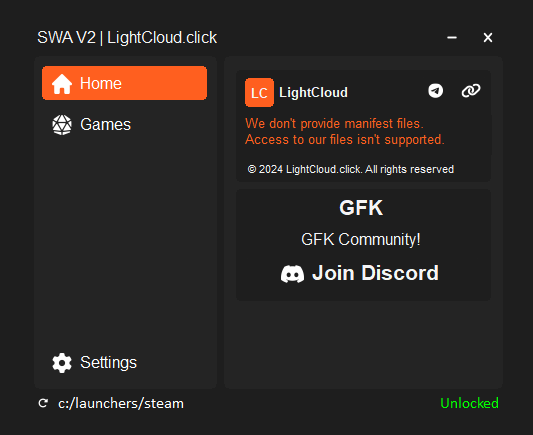 SWA V2 | LightCloud.click
Home
Games
Settings
LC LightCloud
We don't provide manifest files.
Access to our files isn't supported.
© 2024 LightCloud.click. All rights reserved
GFK
GFK Community!
Join Discord
c:/launchers/steam
Unlocked